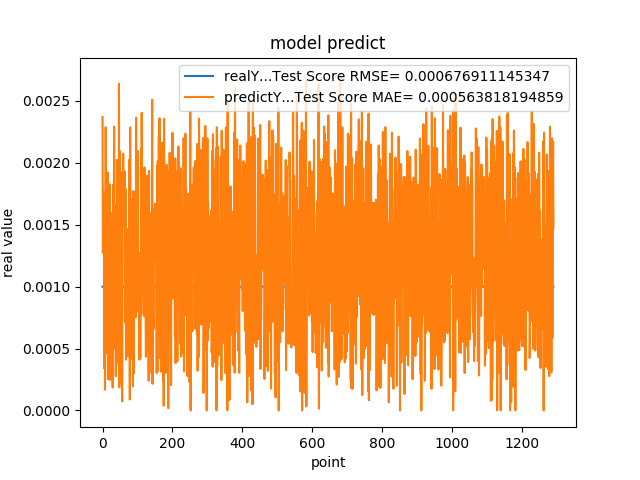 model predict
realY...Test Score RMSE= 0.000676911145347
predictY...Test Score MAE= 0.000563818194859
0.0025
0.0020
0.0015
0.0010
0.0005
0.0000
real value
0 200 400 600 800 1000 1200
point